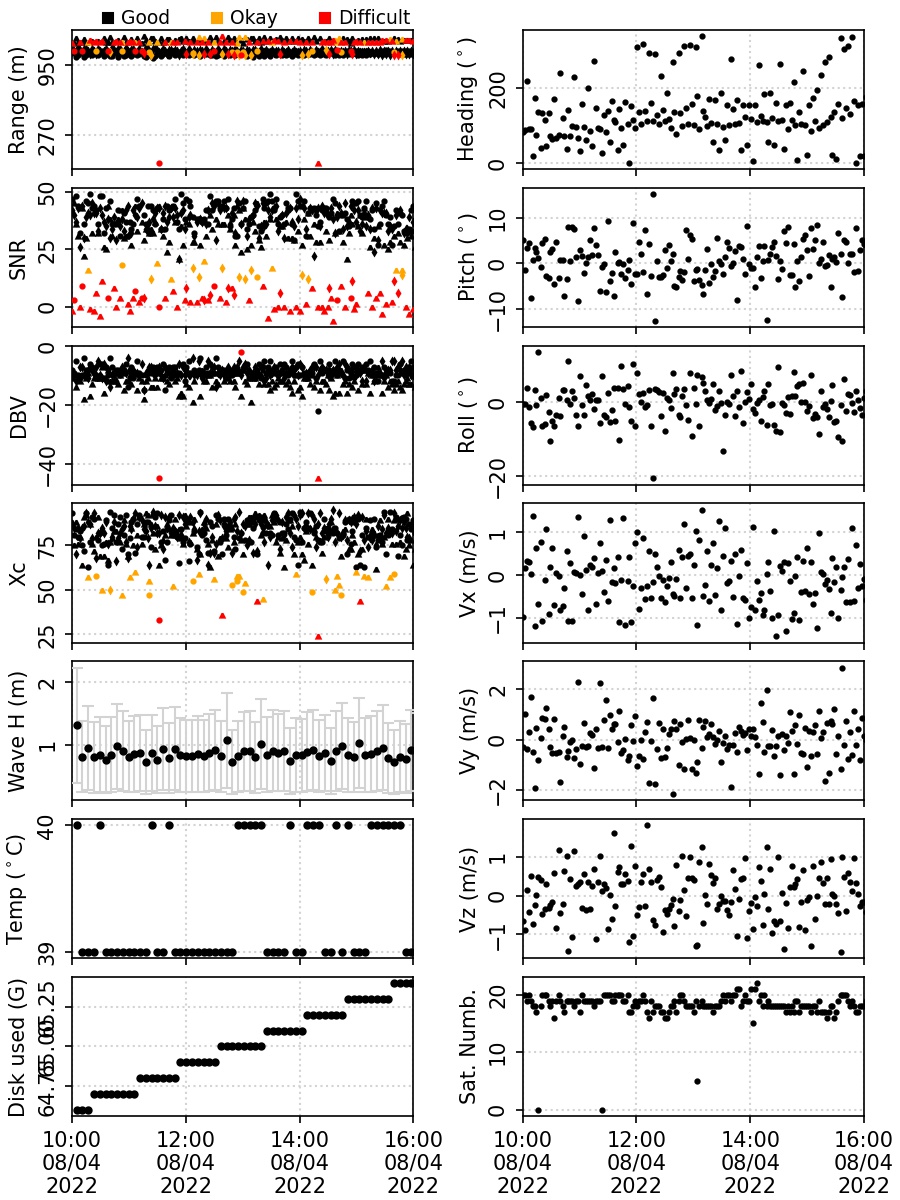 Good Okay Difficult
Range (m) 950 270
Heading (°) 200 0
SNR 50 25 0
Pitch (°) 10 0 −10
DBV 0 −20 −40
Roll (°) 0 −20
Xc 75 50 25
Vx (m/s) 1 0 −1
Wave H (m) 2 1
Vy (m/s) 2 0 −2
Temp (°C) 40 39
Vz (m/s) 1 0 −1
Disk used (G)
Sat. Numb. 20 10 0
10:00 12:00 14:00 16:00 10:00 12:00 14:00 16:00
08/04 08/04 08/04 08/04 08/04 08/04 08/04 08/04
2022 2022 2022 2022 2022 2022 2022 2022